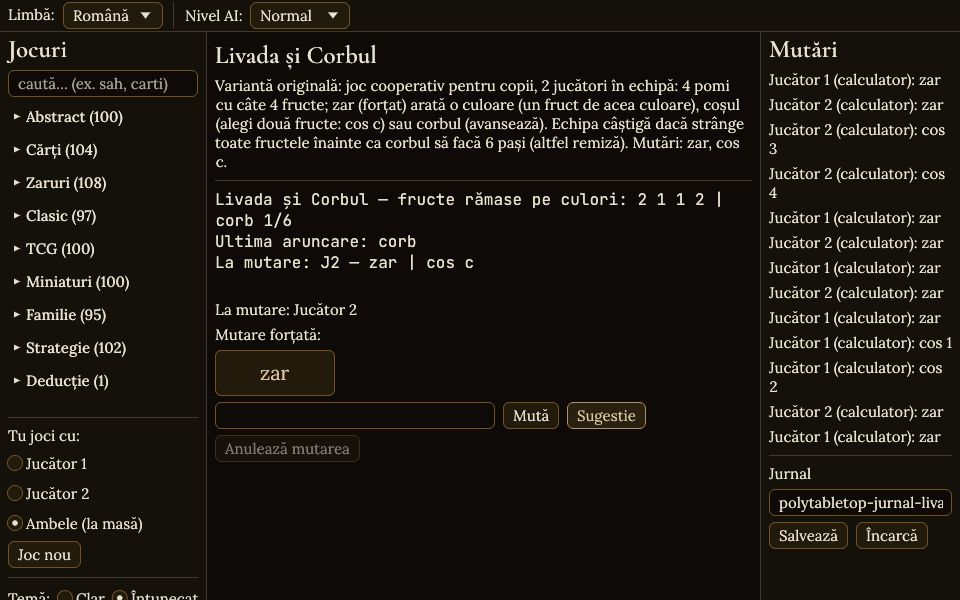 Limbă: Română ▼ Nivel AI: Normal ▼
Jocuri
caută... (ex. sah, carti)
▸ Abstract (100)
▸ Cărți (104)
▸ Zaruri (108)
▸ Clasic (97)
▸ TCG (100)
▸ Miniaturi (100)
▸ Familie (95)
▸ Strategie (102)
▸ Deducție (1)
Tu joci cu:
Jucător 1
Jucător 2
Ambele (la masă)
Joc nou
Temă: Clar Întunecat
Livada și Corbul
Variantă originală: joc cooperativ pentru copii, 2 jucători în echipă: 4 pomi
cu câte 4 fructe; zar (forțat) arată o culoare (un fruct de acea culoare), coșul
(alegi două fructe: cos c) sau corbul (avansează). Echipa câștigă dacă strânge
toate fructele înainte ca corbul să facă 6 pași (altfel remiză). Mutări: zar, cos
c.
Livada și Corbul — fructe rămase pe culori: 2 1 1 2 |
corb 1/6
Ultima aruncare: corb
La mutare: J2 — zar | cos c
La mutare: Jucător 2
Mutare forțată:
zar
Mută Sugestie
Anulează mutarea
Mutări
Jucător 1 (calculator): zar
Jucător 2 (calculator): zar
Jucător 2 (calculator): cos
3
Jucător 2 (calculator): cos
4
Jucător 1 (calculator): zar
Jucător 2 (calculator): zar
Jucător 1 (calculator): zar
Jucător 2 (calculator): zar
Jucător 1 (calculator): zar
Jucător 1 (calculator): cos 1
Jucător 1 (calculator): cos
2
Jucător 2 (calculator): zar
Jucător 1 (calculator): zar
Jurnal
polytabletop-jurnal-liva
Salvează Încarcă